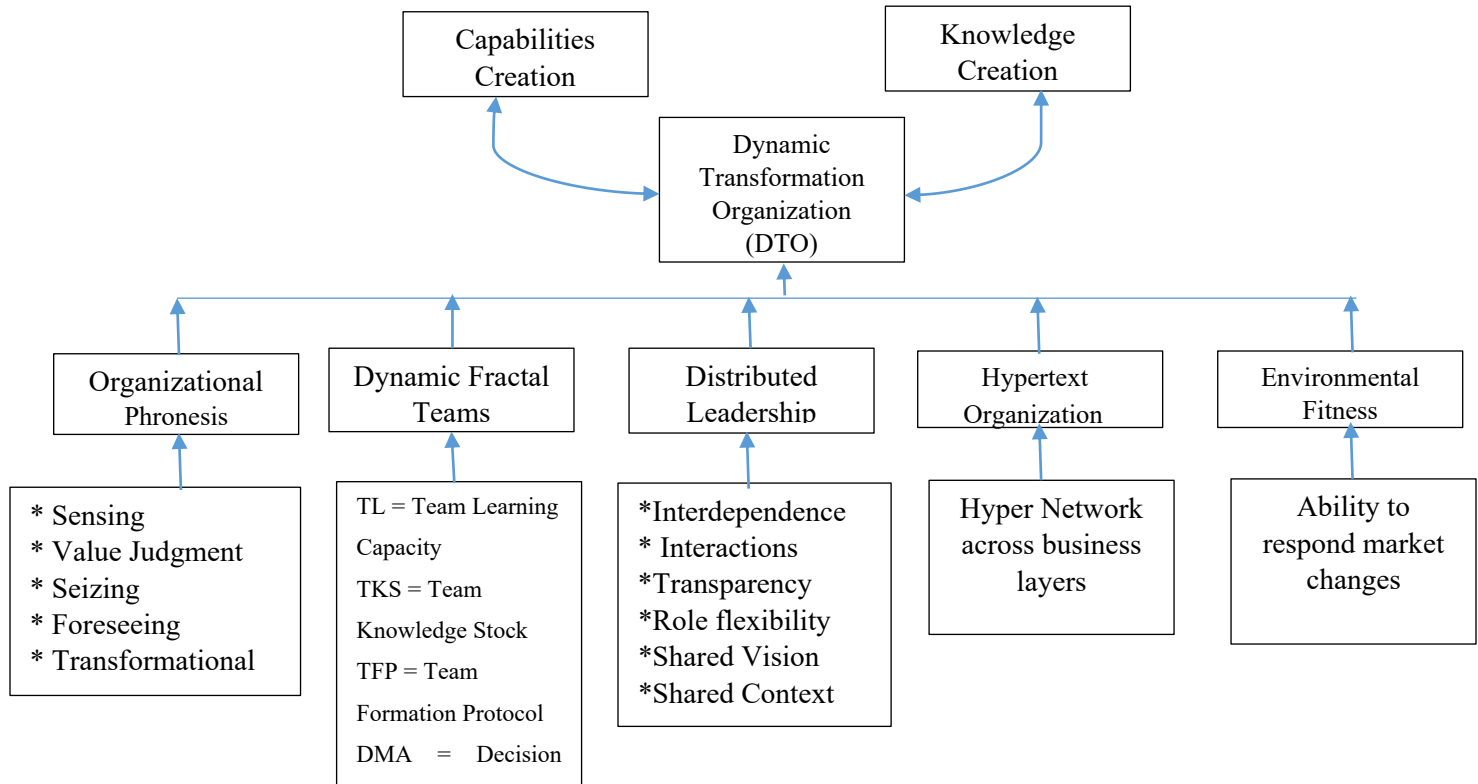 Capabilities
Creation
Knowledge
Creation
Dynamic
Transformation
Organization
(DTO)
Organizational
Phronesis
Dynamic Fractal
Teams
Distributed
Leadership
Hypertext
Organization
Environmental
Fitness
* Sensing
* Value Judgment
* Seizing
* Foreseeing
* Transformational
TL = Team Learning
Capacity
TKS = Team
Knowledge Stock
TFP = Team
Formation Protocol
DMA = Decision
*Interdependence
* Interactions
*Transparency
*Role flexibility
*Shared Vision
*Shared Context
Hyper Network
across business
layers
Ability to
respond market
changes